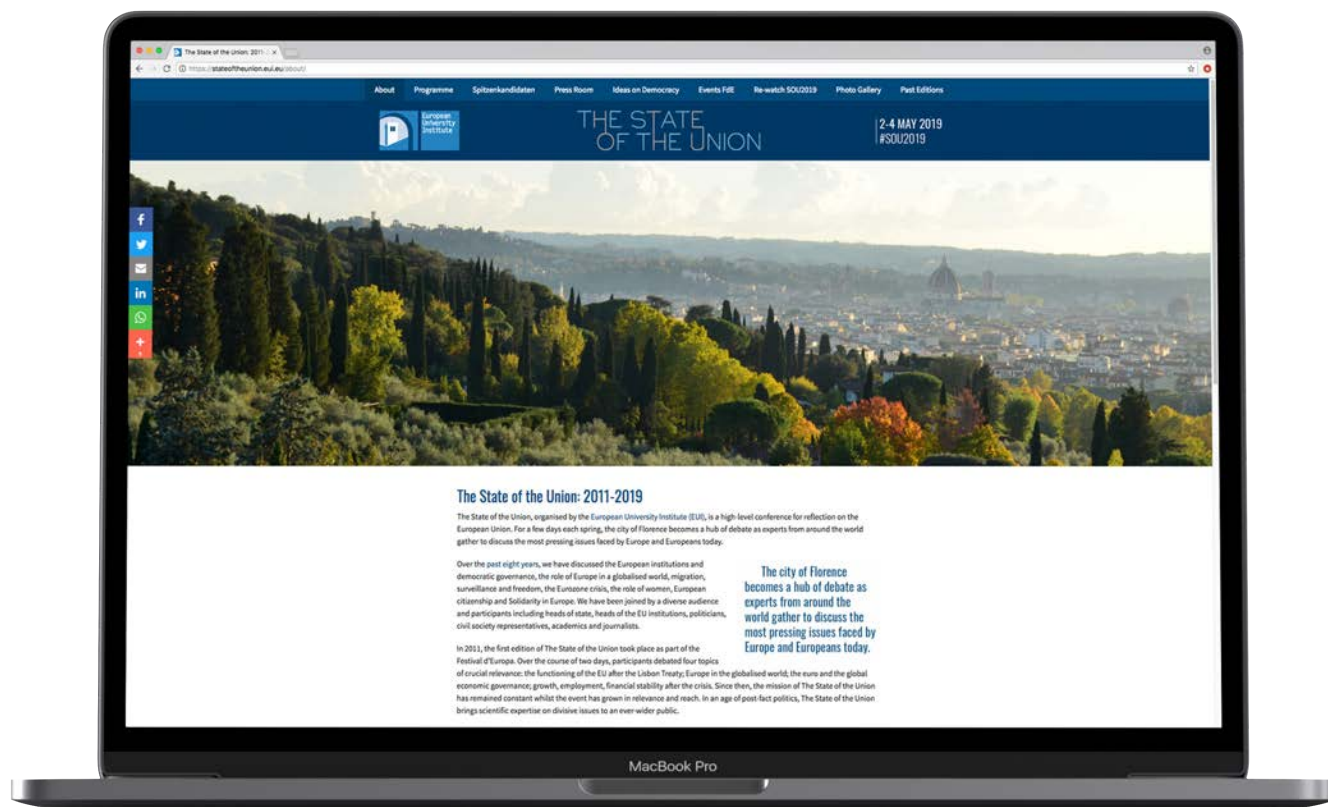 The State of the Union: 2011-
https://stateoftheunion.eui.eu/about/
About Programme Spitzenkandidaten Press Room Ideas on Democracy Events FdE Re-watch SOU2019 Photo Gallery Past Editions
European
University
Institute
THE STATE
OF THE UNION
2-4 MAY 2019
#SOU2019
f
in
The State of the Union: 2011-2019
The State of the Union, organised by the European University Institute (EUI), is a high-level conference for reflection on the
European Union. For a few days each spring, the city of Florence becomes a hub of debate as experts from around the world
gather to discuss the most pressing issues faced by Europe and Europeans today.
Over the past eight years, we have discussed the European institutions and
democratic governance, the role of Europe in a globalised world, migration,
surveillance and freedom, the Eurozone crisis, the role of women, European
citizenship and Solidarity in Europe. We have been joined by a diverse audience
and participants including heads of state, heads of the EU institutions, politicians,
civil society representatives, academics and journalists.
The city of Florence
becomes a hub of debate as
experts from around the
world gather to discuss the
most pressing issues faced by
Europe and Europeans today.
In 2011, the first edition of The State of the Union took place as part of the
Festival d'Europa. Over the course of two days, participants debated four topics
of crucial relevance: the functioning of the EU after the Lisbon Treaty; Europe in the globalised world; the euro and the global
economic governance; growth, employment, financial stability after the crisis. Since then, the mission of The State of the Union
has remained constant whilst the event has grown in relevance and reach. In an age of post-fact politics, The State of the Union
brings scientific expertise on divisive issues to an ever-wider public.
MacBook Pro